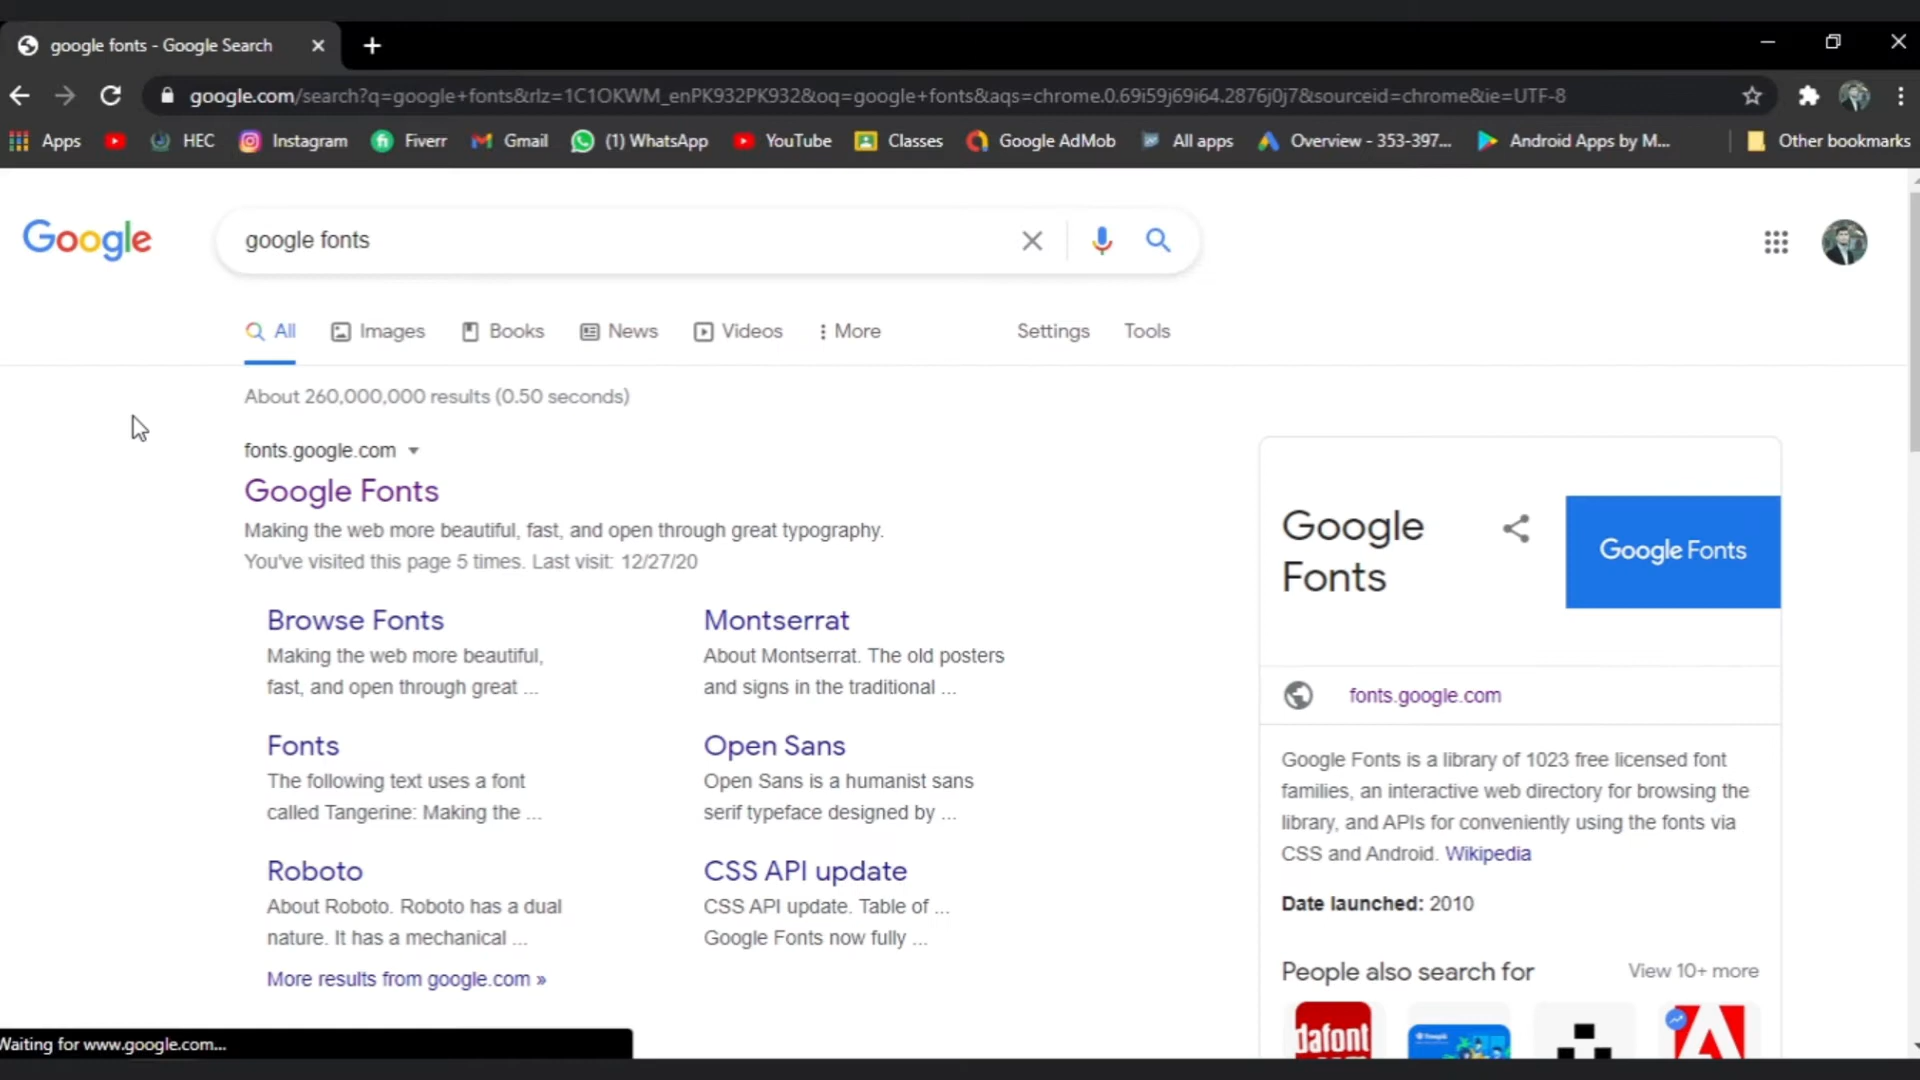 google fonts - Google Search
google.com/search?q=google+fonts&rlz=1C1OKWM_enPK932PK932&oq=google+fonts&aqs=chrome.0.69i59j69i64.2876j0j7&sourceid=chrome&ie=UTF-8
Apps HEC Instagram Fiverr Gmail (1) WhatsApp YouTube Classes Google AdMob All apps Overview - 353-397... Android Apps by M... Other bookmarks
Google
google fonts
All Images Books News Videos More Settings Tools
About 260,000,000 results (0.50 seconds)
fonts.google.com
Google Fonts
Making the web more beautiful, fast, and open through great typography.
You've visited this page 5 times. Last visit: 12/27/20
Browse Fonts
Making the web more beautiful,
fast, and open through great ...
Montserrat
About Montserrat. The old posters
and signs in the traditional ...
Fonts
The following text uses a font
called Tangerine: Making the ...
Open Sans
Open Sans is a humanist sans
serif typeface designed by ...
Roboto
About Roboto. Roboto has a dual
nature. It has a mechanical ...
CSS API update
CSS API update. Table of ...
Google Fonts now fully ...
More results from google.com »
Google
Fonts
Google Fonts
fonts.google.com
Google Fonts is a library of 1023 free licensed font
families, an interactive web directory for browsing the
library, and APIs for conveniently using the fonts via
CSS and Android. Wikipedia
Date launched: 2010
People also search for
View 10+ more
dafont
Waiting for www.google.com...